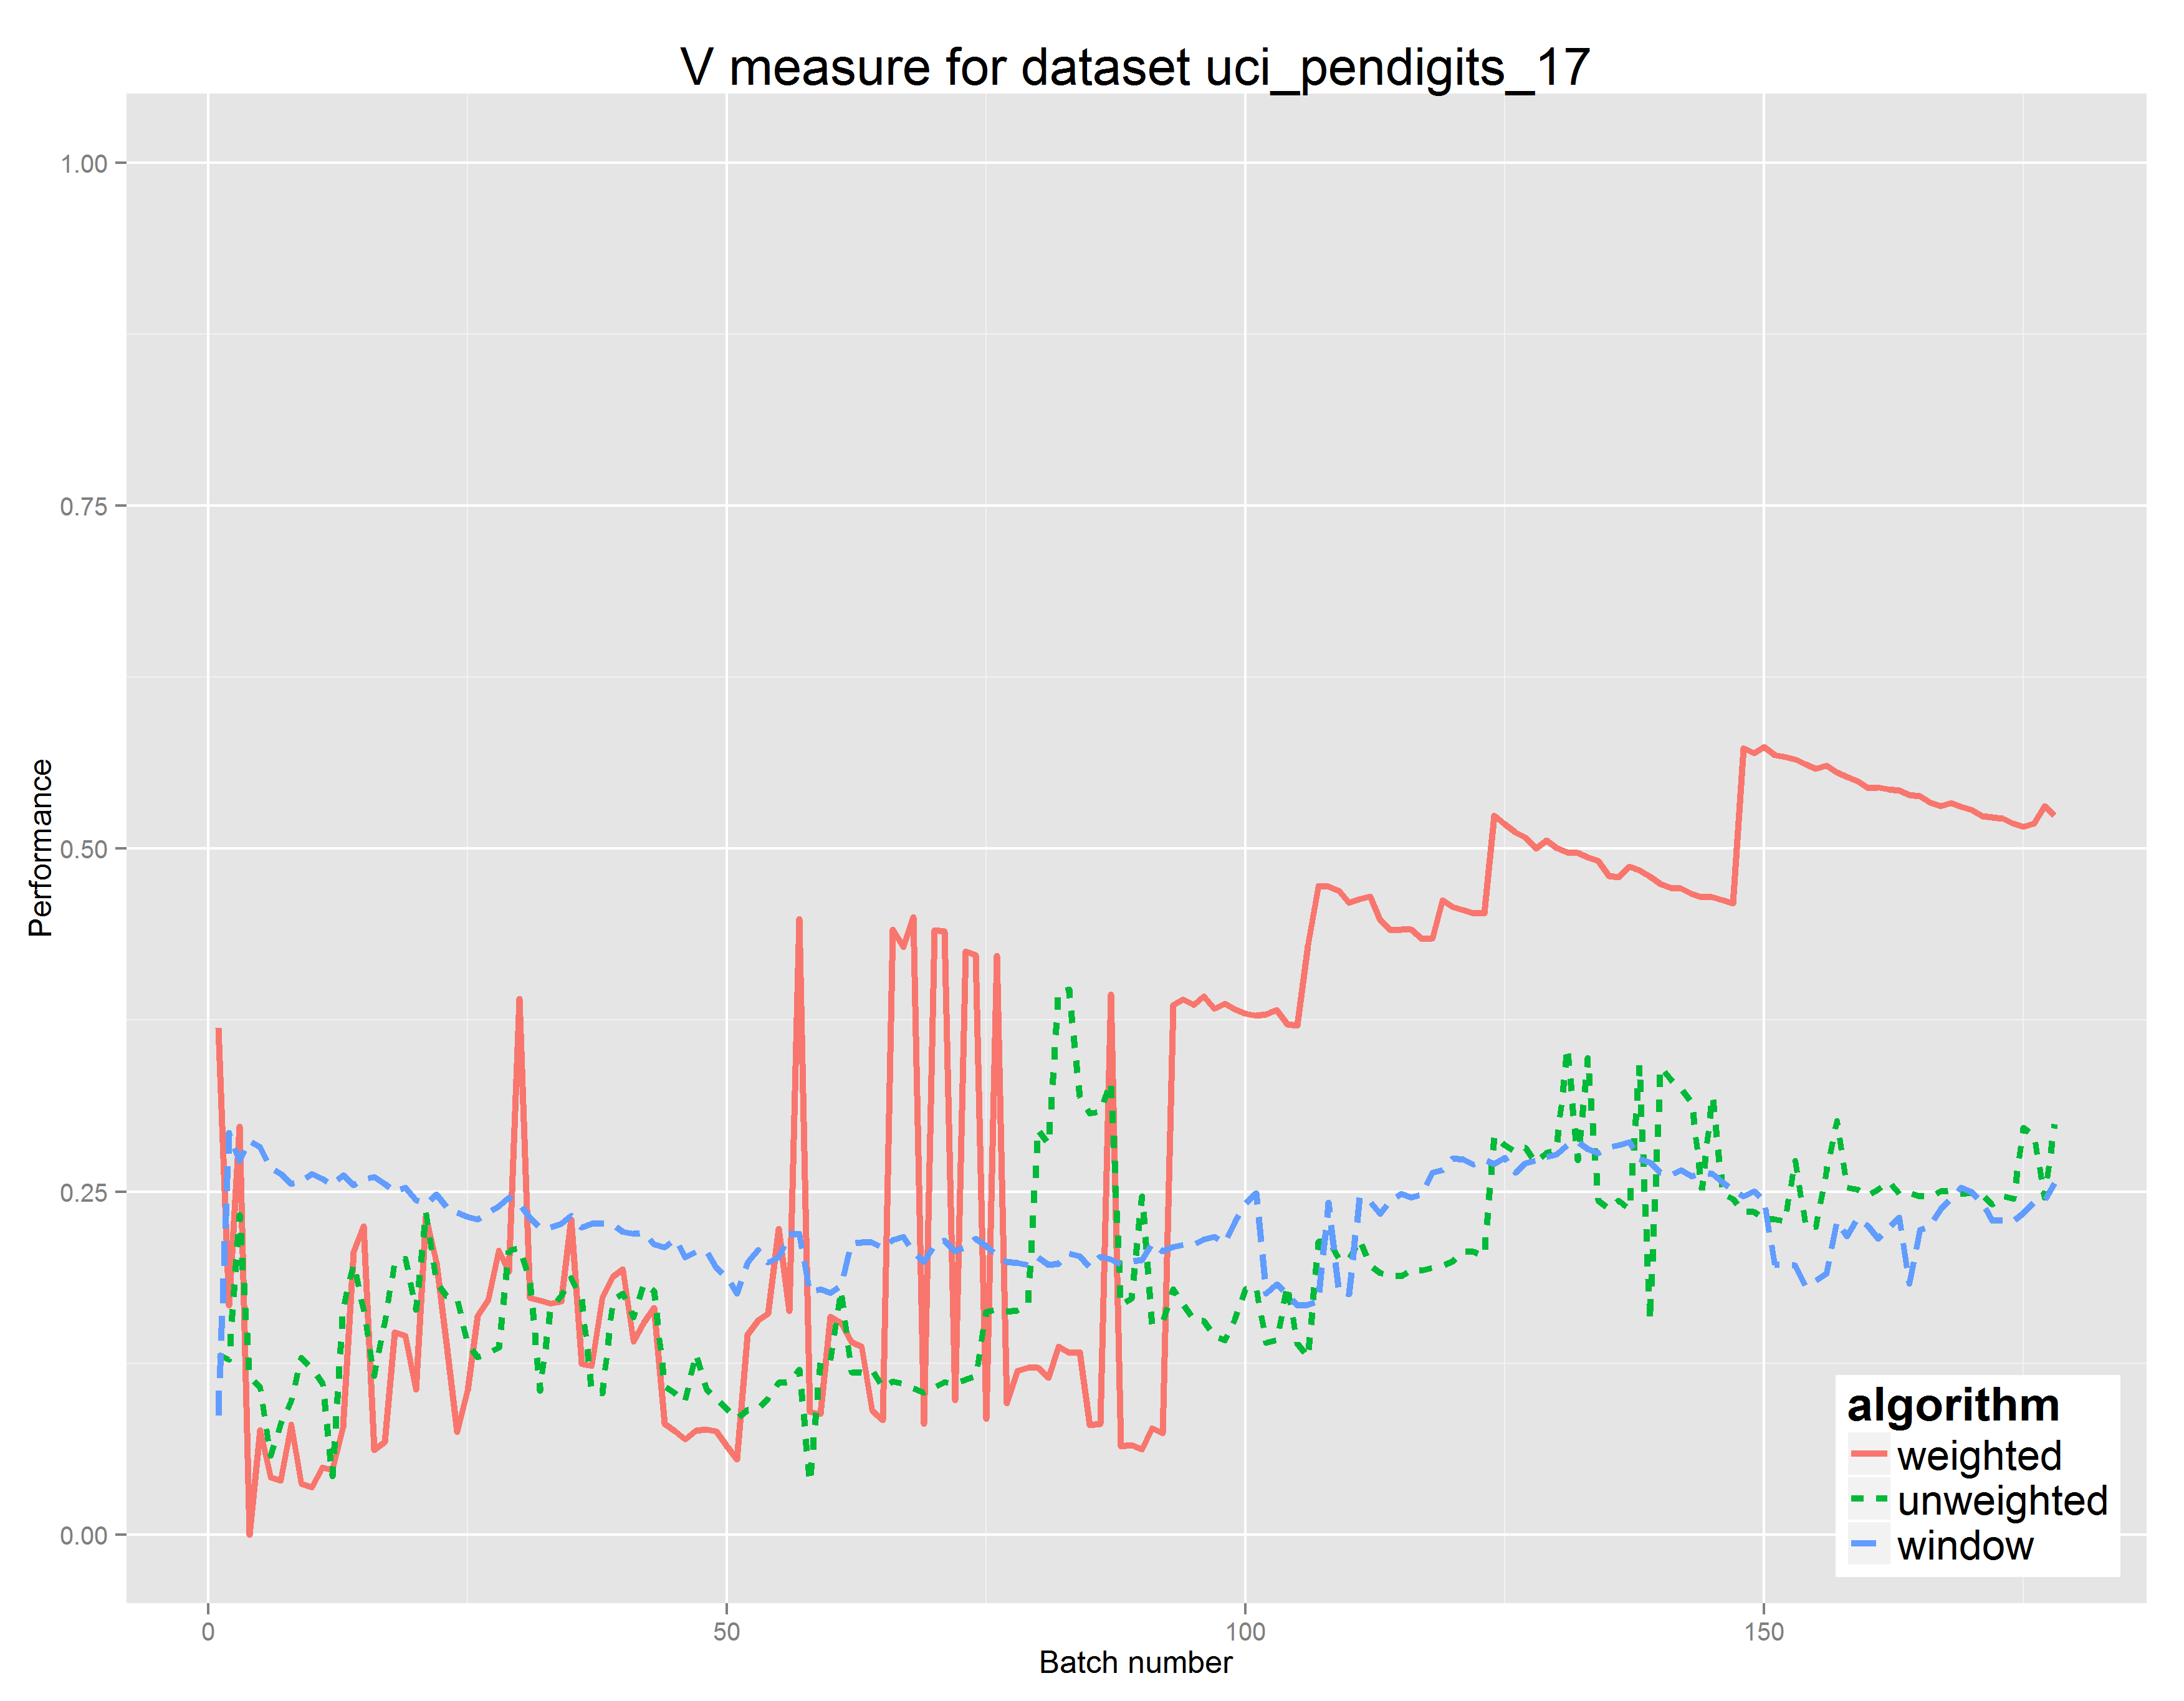 V measure for dataset uci_pendigits_17
1.00
0.75
0.50
0.25
0.00
Performance
0
50
100
150
Batch number
algorithm
weighted
unweighted
window